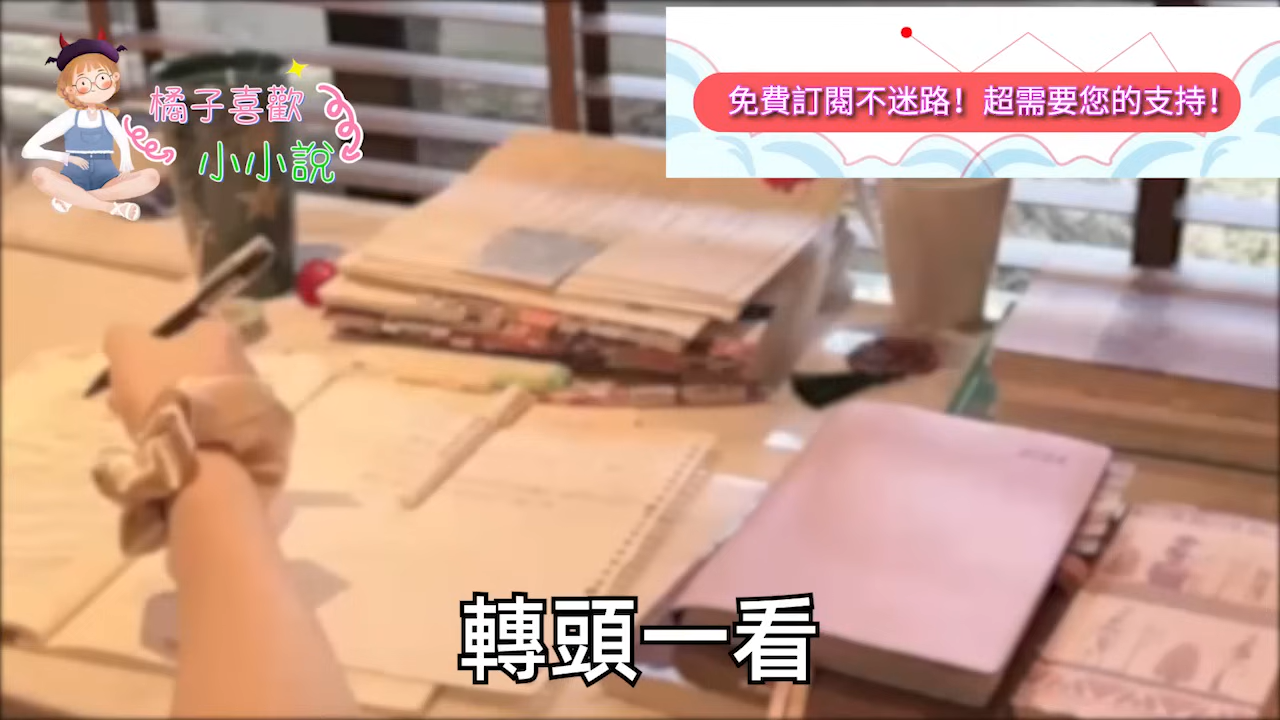 橘子喜歡
小小說
免費訂閱不迷路！超需要您的支持！
轉頭一看